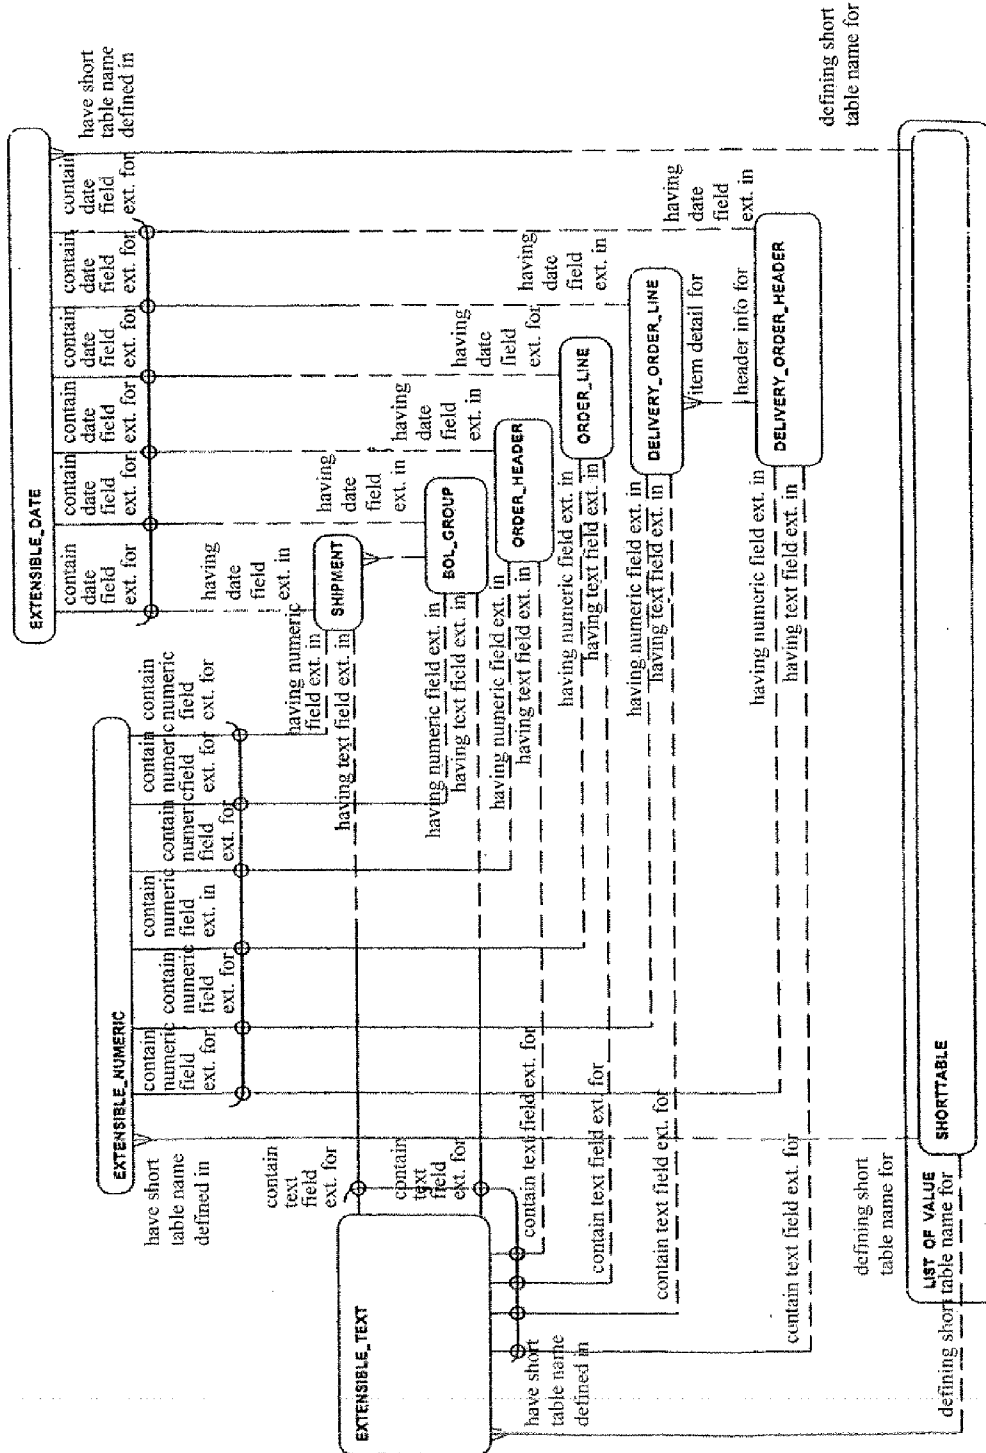 EXTENSIBLE_TEXT
have short
table name
defined in
contain
text
field
ext. for
contain
text
field
ext. for
contain text field ext. for
contain text field ext. for
contain text field ext. for
contain text field ext. for
EXTENSIBLE_NUMERIC
have short
table name
defined in
contain
numeric
field
ext. for
contain
numeric
field
ext. for
contain
numeric
field
ext. in
contain
numeric
field
ext. for
contain
numeric
field
ext. for
contain
numeric
field
ext. for
EXTENSIBLE_DATE
contain
date
field
ext. for
contain
date
field
ext. for
contain
date
field
ext. for
contain
date
field
ext. for
contain
date
field
ext. for
contain
date
field
ext. for
have short
table name
defined in
having
date
field
ext. in
having
date
field
ext. in
having
date
field
ext. in
having
date
field
ext. for
having
date
field
ext. in
having
date
field
ext. in
having numeric
field ext. in
having text field ext. in
SHIPMENT
having numeric field ext. in
having text field ext. in
BOL_GROUP
having numeric field ext. in
having text field ext. in
ORDER_HEADER
having numeric field ext. in
having text field ext. in
ORDER_LINE
having numeric field ext. in
having text field ext. in
DELIVERY_ORDER_LINE
item detail for
header info for
having numeric field ext. in
having text field ext. in
DELIVERY_ORDER_HEADER
defining short
table name for
defining short
table name for
LIST OF VALUE
SHORTTABLE
defining short table name for